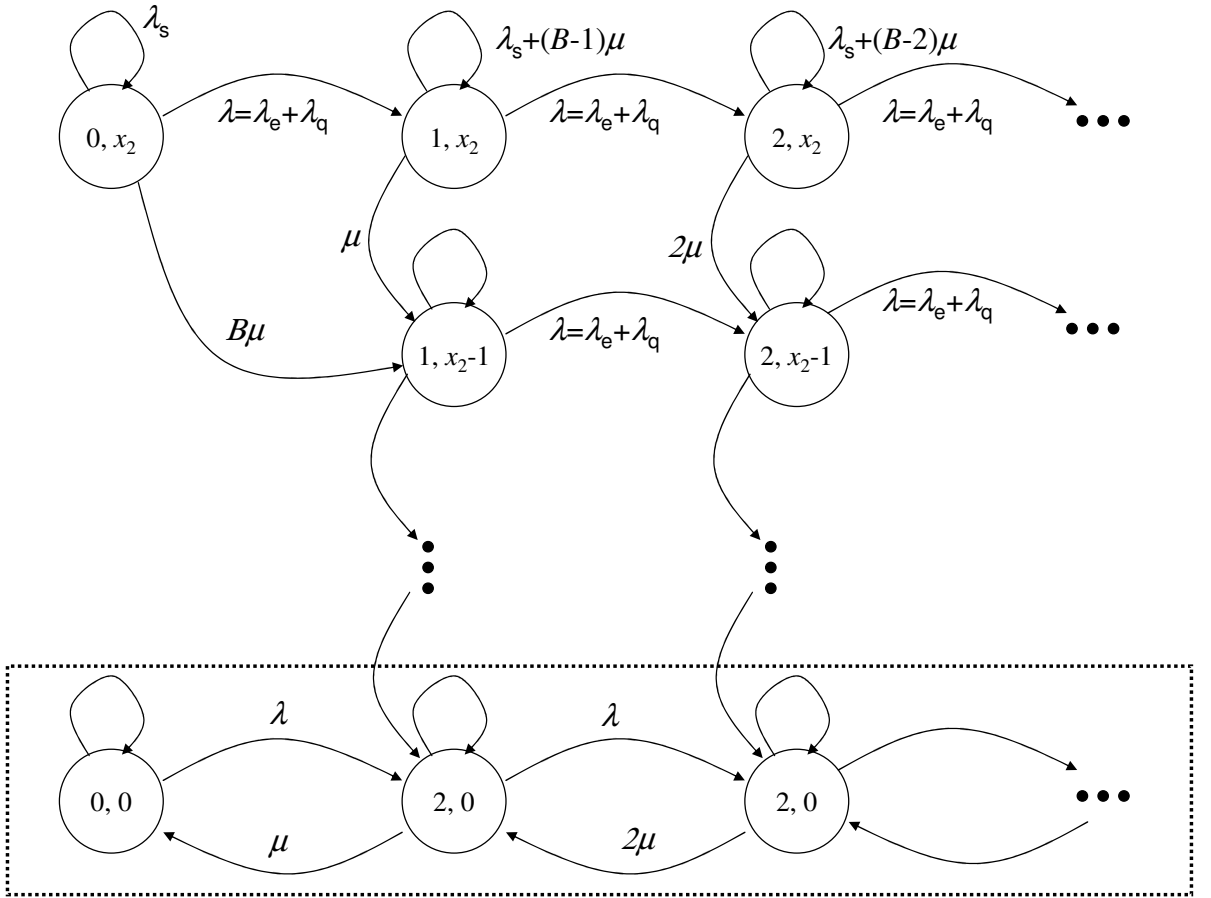 λs
λs+(B-1)μ
λs+(B-2)μ
λ=λe+λq
λ=λe+λq
λ=λe+λq
0, x2
1, x2
2, x2
μ
2μ
Bμ
λ=λe+λq
λ=λe+λq
1, x2-1
2, x2-1
λ
λ
0, 0
2, 0
2, 0
μ
2μ